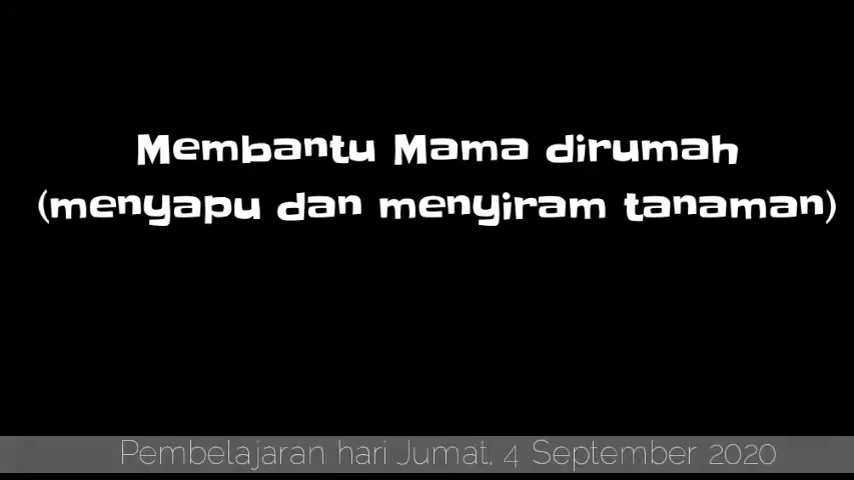 Membantu Mama dirumah
(menyapu dan menyiram tanaman)
Pembelajaran hari Jumat, 4 September 2020